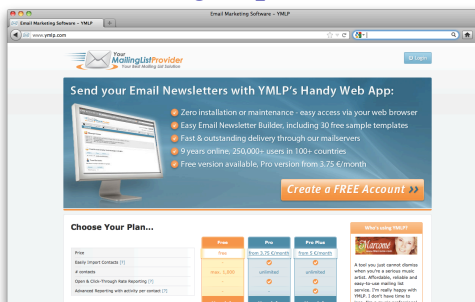 Email Marketing Software – YMLP
Email Marketing Software – YMLP
www.ymlp.com
Your
MailingListProvider
Your Best Mailing List Solution
Login
Send your Email Newsletters with YMLP's Handy Web App:
Zero installation or maintenance - easy access via your web browser
Easy Email Newsletter Builder, including 30 free sample templates
Fast & outstanding delivery through our mailservers
9 years online, 250,000+ users in 100+ countries
Free version available, Pro version from 3.75 €/month
Create a FREE Account »
Choose Your Plan...
Who's using YMLP?
Free Pro Pro Plus
Price free from 3.75 €/month from 5 €/month
Easily Import Contacts [?]
# contacts max. 1,000 unlimited unlimited
Open & Click-Through Rate Reporting [?]
Advanced Reporting with activity per contact [?]
Marcomé
A tool you just cannot dismiss
when you're a serious music
artist. Affordable, reliable and
easy-to-use mailing list
service. I'm really happy with
YMLP. I don't have time to